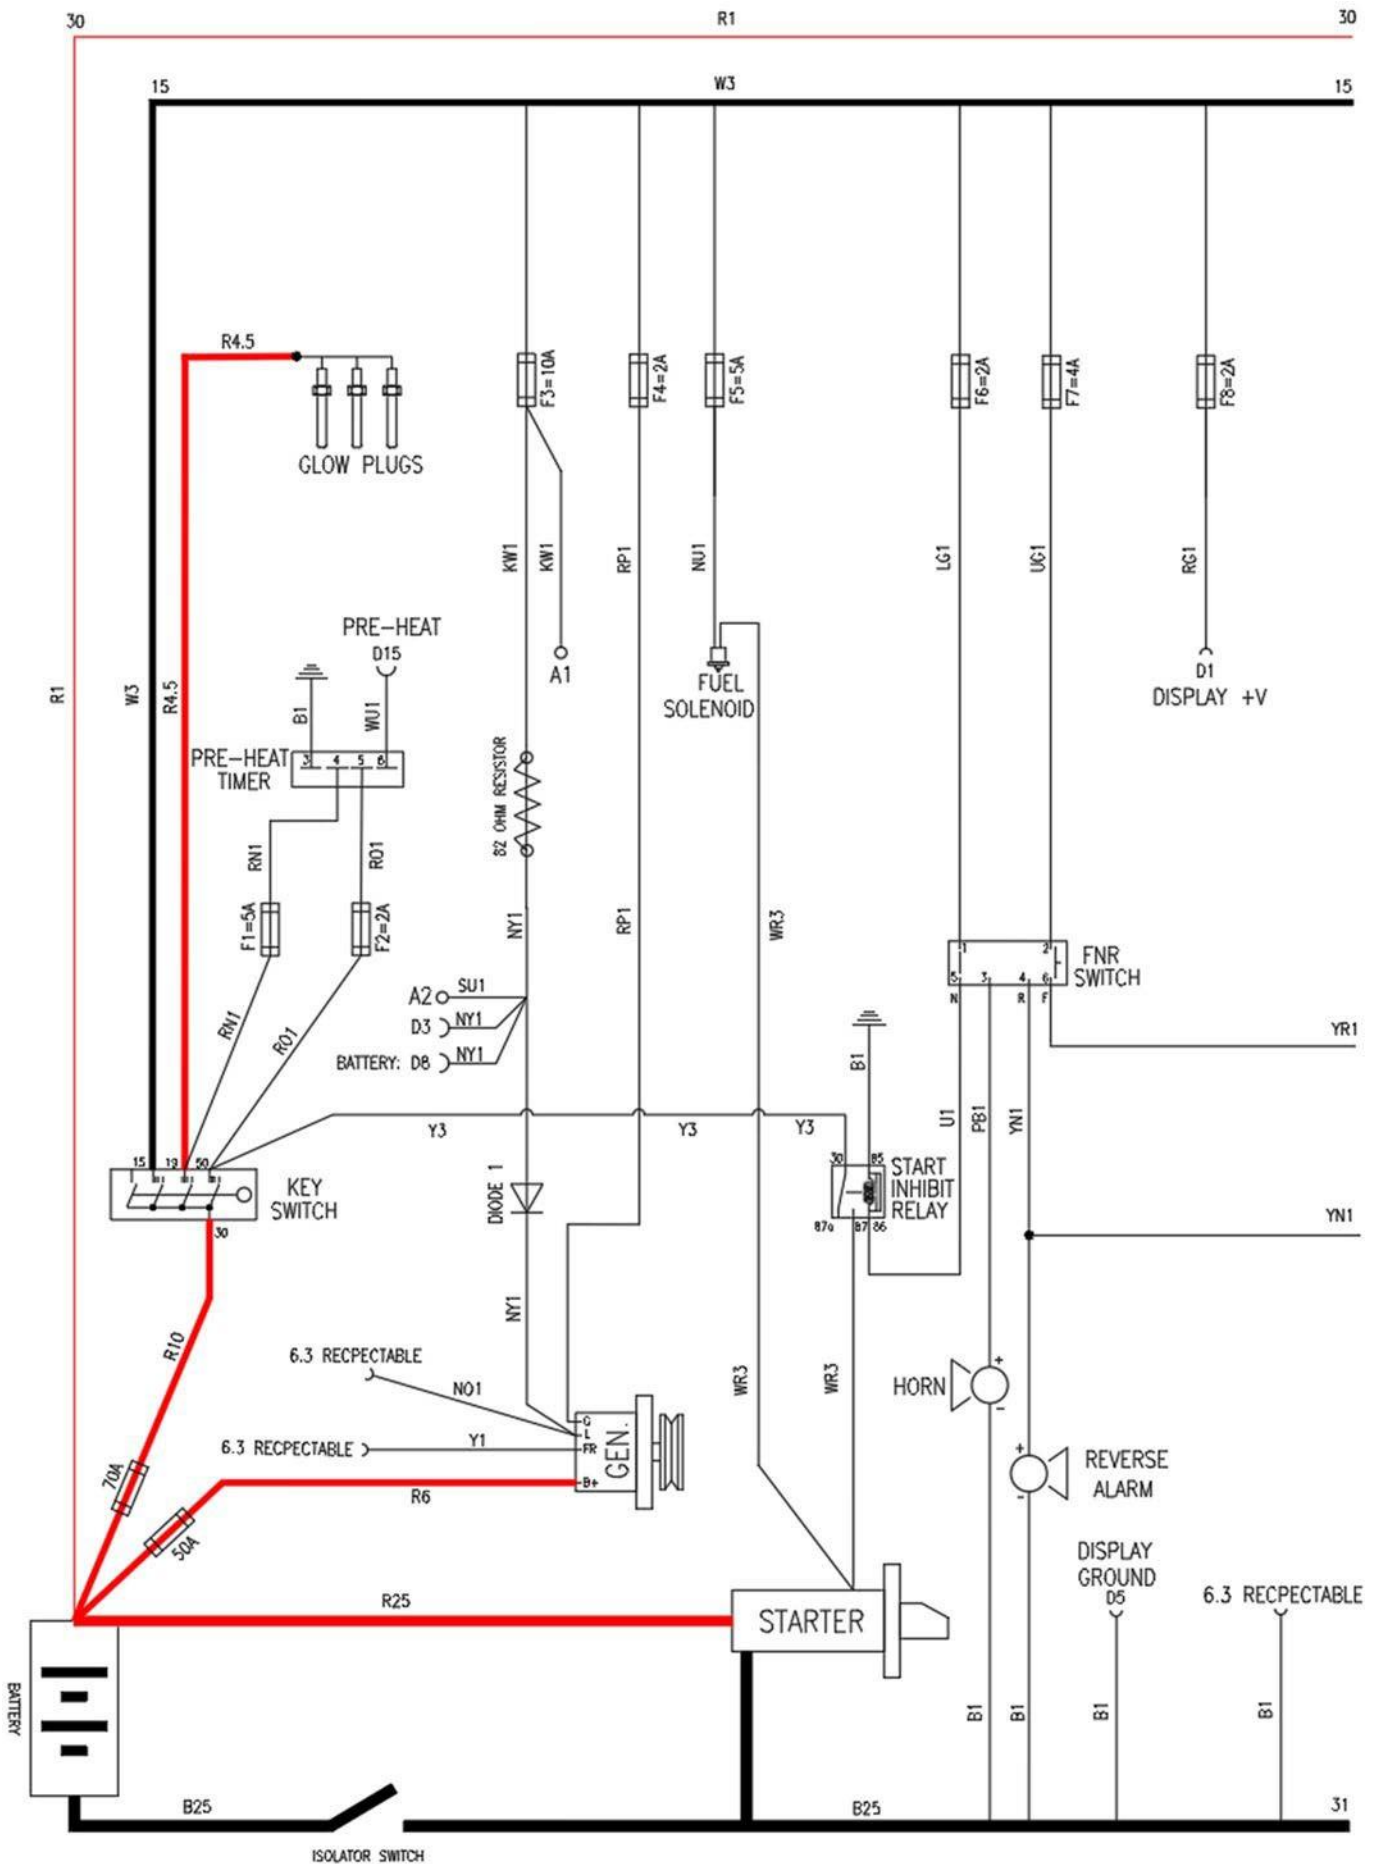 30
R1
30
15
W3
15
R4.5
GLOW PLUGS
F3=10A
F4=2A
F5=5A
F6=2A
F7=4A
F8=2A
KW1
KW1
RP1
NU1
LG1
UG1
RG1
PRE-HEAT
D15
A1
FUEL
SOLENOID
D1
DISPLAY +V
R1
W3
R4.5
B1
WU1
PRE-HEAT
TIMER
3 4 5 6
82 OHM RESISTOR
RN1
RO1
F1=5A
F2=2A
NY1
RP1
WR3
1 2
FNR
SWITCH
5 3 4 6
N R F
A2
SU1
D3
NY1
BATTERY: D8
NY1
RN1
RO1
YR1
B1
Y3
Y3
Y3
U1
PB1
YN1
15 19 50
KEY
SWITCH
30
DIODE 1
30 85
START
INHIBIT
RELAY
87a 87 86
YN1
R10
NY1
6.3 RECPECTABLE
NO1
WR3
WR3
HORN
+
-
6.3 RECPECTABLE
Y1
G
L
FR
B+
GEN.
R6
70A
50A
+
-
REVERSE
ALARM
DISPLAY
GROUND
D5
6.3 RECPECTABLE
R25
STARTER
BATTERY
B1
B1
B1
B1
B25
B25
31
ISOLATOR SWITCH